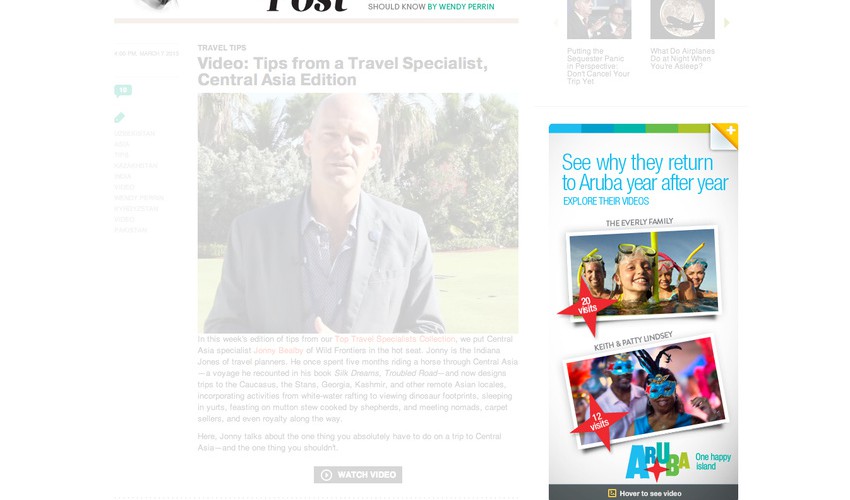 Post
SHOULD KNOW BY WENDY PERRIN
9:00 PM, MARCH 7 2013
TRAVEL TIPS
Video: Tips from a Travel Specialist,
Central Asia Edition
ASIA
KAZAKHSTAN
VIDEO
WENDY PERRIN
In this week's edition of tips from our Top Travel Specialists Collection, we put Central
Asia specialist Jonny Bealby of Wild Frontiers in the hot seat. Jonny is the Indiana
Jones of travel planners. He once spent five months riding a horse through Central Asia
—a voyage he recounted in his book Silk Dreams, Troubled Road—and now designs
trips to the Caucasus, the Stans, Georgia, Kashmir, and other remote Asian locales,
incorporating activities from white-water rafting to viewing dinosaur footprints, sleeping
in yurts, feasting on mutton stew cooked by shepherds, and meeting nomads, carpet
sellers, and even royalty along the way.
Here, Jonny talks about the one thing you absolutely have to do on a trip to Central
Asia—and the one thing you shouldn't.
WATCH VIDEO
Putting the
Sequester Panic
in Perspective:
Don't Cancel Your
Trip Yet
What Do Airplanes
Do at Night When
You're Asleep?
See why they return
to Aruba year after year
EXPLORE THEIR VIDEOS
THE EVERLY FAMILY
20
visits
KEITH & PATTY LINDSEY
12
visits
ARUBA
One happy
island
Hover to see video